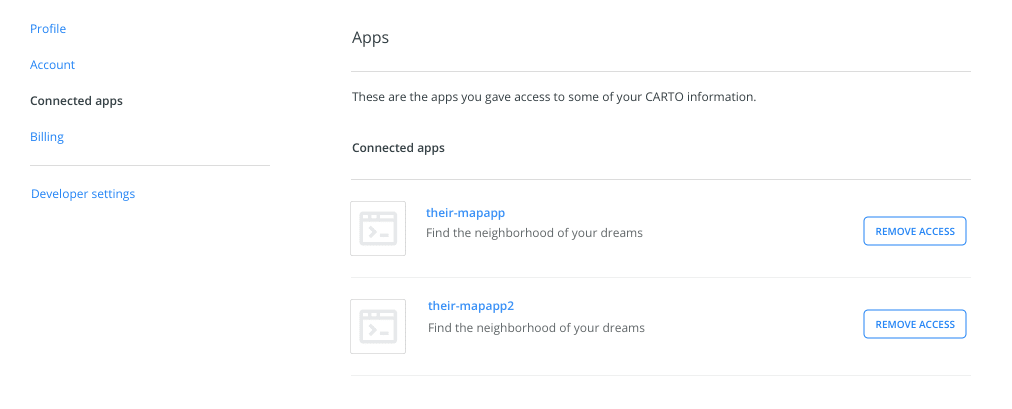 Profile
Account
Connected apps
Billing
Developer settings
Apps
These are the apps you gave access to some of your CARTO information.
Connected apps
their-mapapp
Find the neighborhood of your dreams
REMOVE ACCESS
their-mapapp2
Find the neighborhood of your dreams
REMOVE ACCESS